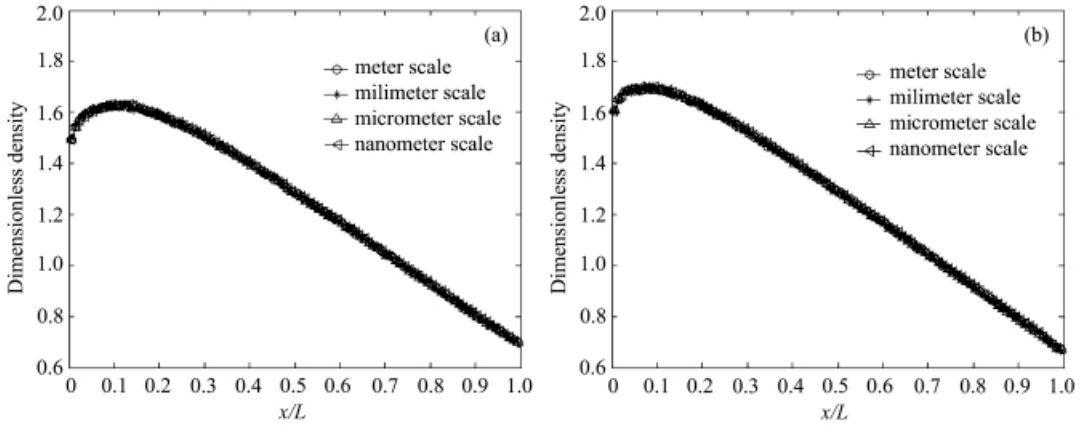 2.0
(a)
1.8
meter scale
milimeter scale
1.6
micrometer scale
nanometer scale
1.4
1.2
1.0
0.8
0.6
0 0.1 0.2 0.3 0.4 0.5 0.6 0.7 0.8 0.9 1.0
x/L
Dimensionless density
2.0
(b)
1.8
meter scale
milimeter scale
1.6
micrometer scale
nanometer scale
1.4
1.2
1.0
0.8
0.6
0 0.1 0.2 0.3 0.4 0.5 0.6 0.7 0.8 0.9 1.0
x/L
Dimensionless density